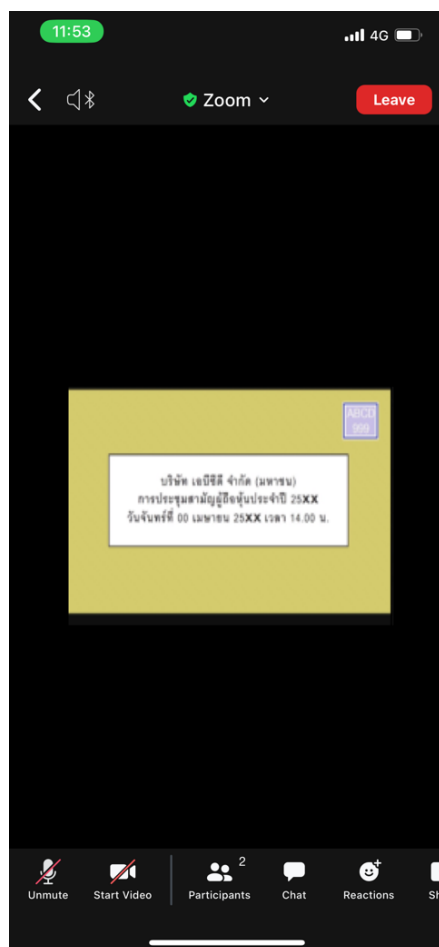 11:53
4G
Zoom
Leave
ABCD
999
บริษัท เอบีซีดี จำกัด (มหาชน)
การประชุมสามัญผู้ถือหุ้นประจำปี 25XX
วันจันทร์ที่ 00 เมษายน 25XX เวลา 14.00 น.
2
Unmute
Start Video
Participants
Chat
Reactions
Sh